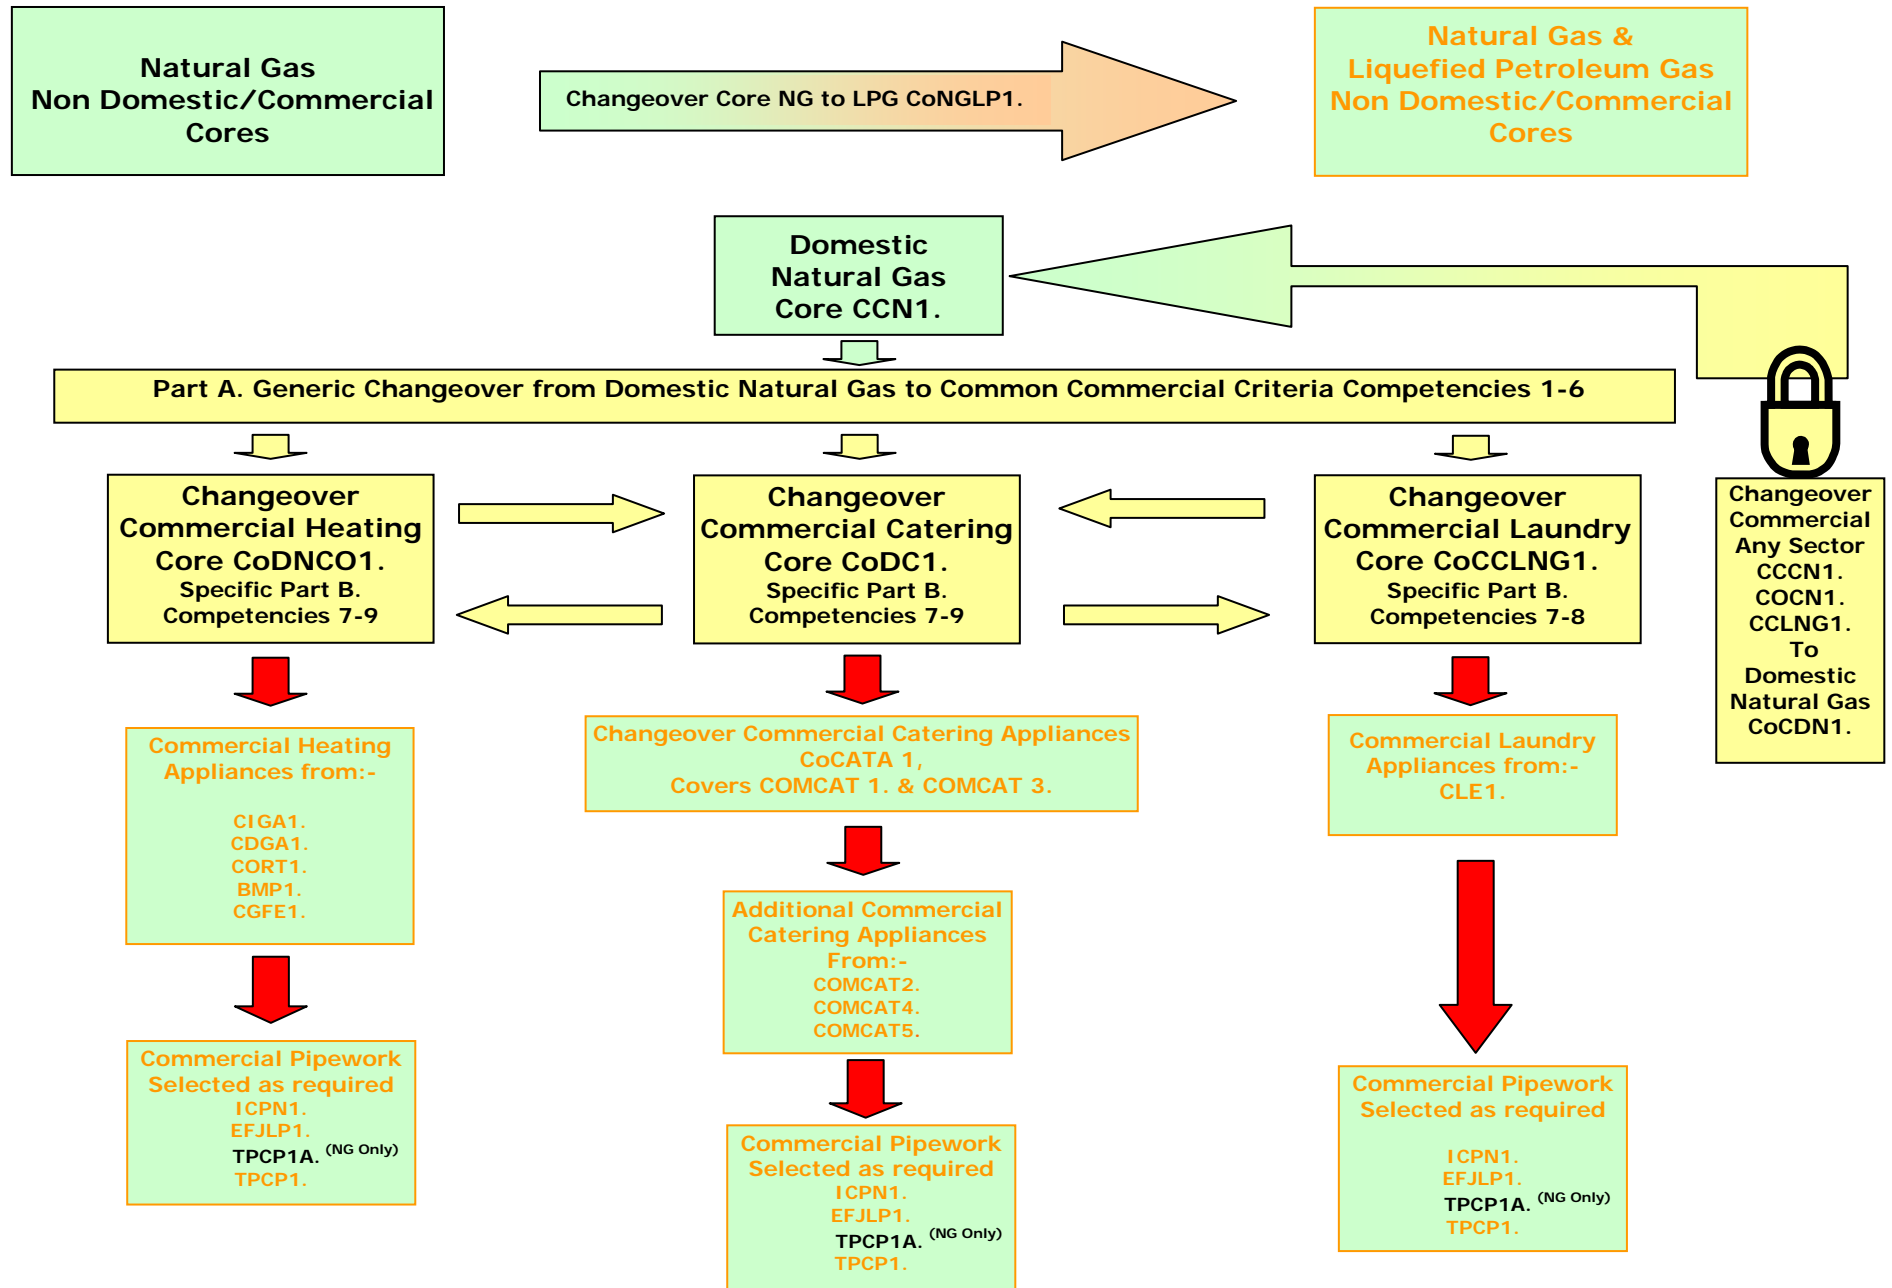 Natural Gas
Non Domestic/Commercial
Cores
Changeover Core NG to LPG CoNGLP1.
Natural Gas &
Liquefied Petroleum Gas
Non Domestic/Commercial
Cores
Domestic
Natural Gas
Core CCN1.
Part A. Generic Changeover from Domestic Natural Gas to Common Commercial Criteria Competencies 1-6
Changeover
Commercial Heating
Core CoDNCO1.
Specific Part B.
Competencies 7-9
Changeover
Commercial Catering
Core CoDC1.
Specific Part B.
Competencies 7-9
Changeover
Commercial Laundry
Core CoCCLNG1.
Specific Part B.
Competencies 7-8
Changeover
Commercial
Any Sector
CCCN1.
COCN1.
CCLNG1.
To
Domestic
Natural Gas
CoCDN1.
Commercial Heating
Appliances from:-
CIGA1.
CDGA1.
CORT1.
BMP1.
CGFE1.
Changeover Commercial Catering Appliances
CoCATA 1,
Covers COMCAT 1. & COMCAT 3.
Commercial Laundry
Appliances from:-
CLE1.
Additional Commercial
Catering Appliances
From:-
COMCAT2.
COMCAT4.
COMCAT5.
Commercial Pipework
Selected as required
ICPN1.
EFJLP1.
TPCP1A. (NG Only)
TPCP1.
Commercial Pipework
Selected as required
ICPN1.
EFJLP1.
TPCP1A. (NG Only)
TPCP1.
Commercial Pipework
Selected as required
ICPN1.
EFJLP1.
TPCP1A. (NG Only)
TPCP1.